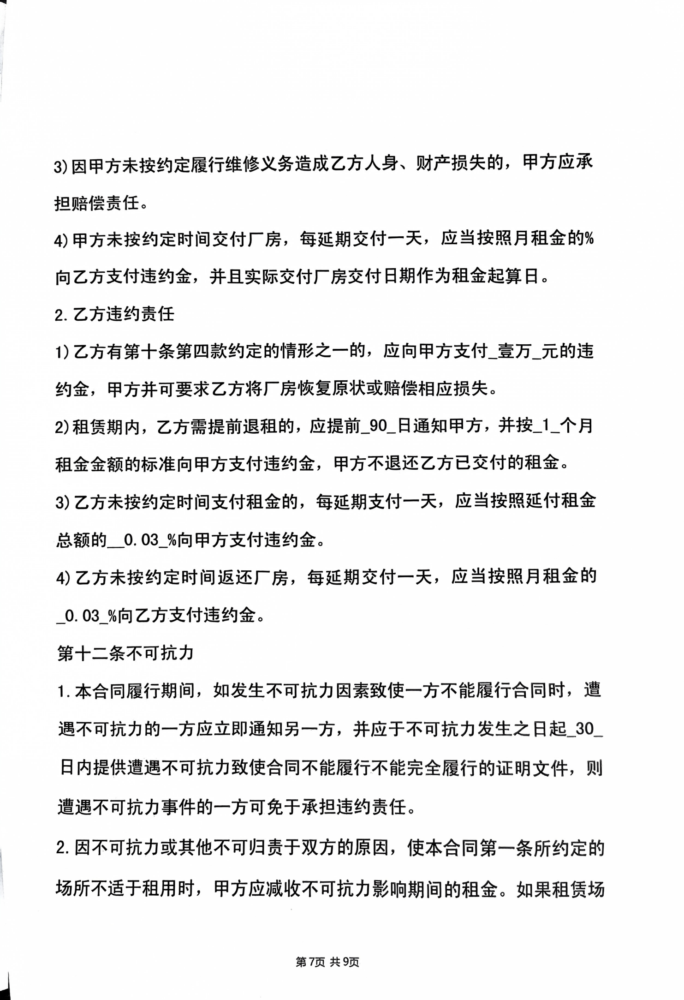 3)因甲方未按约定履行维修义务造成乙方人身、财产损失的，甲方应承
担赔偿责任。
4)甲方未按约定时间交付厂房，每延期交付一天，应当按照月租金的%
向乙方支付违约金，并且实际交付厂房交付日期作为租金起算日。
2.乙方违约责任
1)乙方有第十条第四款约定的情形之一的，应向甲方支付_壹万_元的违
约金，甲方并可要求乙方将厂房恢复原状或赔偿相应损失。
2)租赁期内，乙方需提前退租的，应提前_90_日通知甲方，并按_1_个月
租金金额的标准向甲方支付违约金，甲方不退还乙方已交付的租金。
3)乙方未按约定时间支付租金的，每延期支付一天，应当按照延付租金
总额的__0.03_%向甲方支付违约金。
4)乙方未按约定时间返还厂房，每延期交付一天，应当按照月租金的
_0.03_%向乙方支付违约金。
第十二条不可抗力
1.本合同履行期间，如发生不可抗力因素致使一方不能履行合同时，遭
遇不可抗力的一方应立即通知另一方，并应于不可抗力发生之日起_30_
日内提供遭遇不可抗力致使合同不能履行不能完全履行的证明文件，则
遭遇不可抗力事件的一方可免于承担违约责任。
2.因不可抗力或其他不可归责于双方的原因，使本合同第一条所约定的
场所不适于租用时，甲方应减收不可抗力影响期间的租金。如果租赁场
第7页 共9页